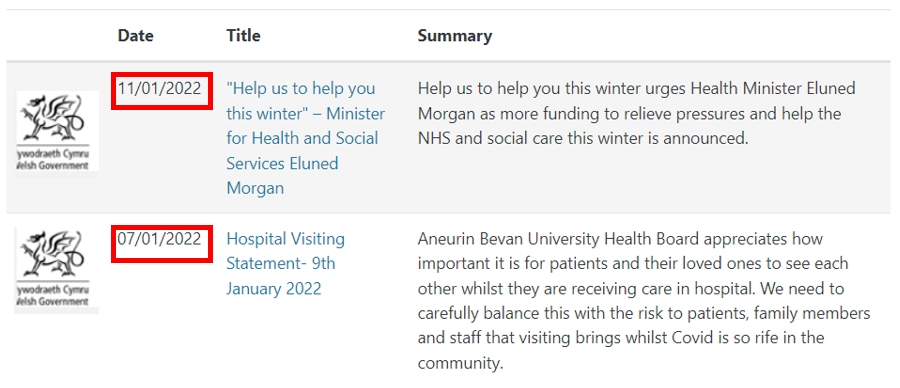 Date Title Summary
11/01/2022 "Help us to help you Help us to help you this winter urges Health Minister Eluned
this winter" – Minister Morgan as more funding to relieve pressures and help the
for Health and Social NHS and social care this winter is announced.
Services Eluned
Morgan
ywodraeth Cymru
Velsh Government
07/01/2022 Hospital Visiting Aneurin Bevan University Health Board appreciates how
Statement- 9th important it is for patients and their loved ones to see each
January 2022 other whilst they are receiving care in hospital. We need to
carefully balance this with the risk to patients, family members
and staff that visiting brings whilst Covid is so rife in the
community.
ywodraeth Cymru
Velsh Government